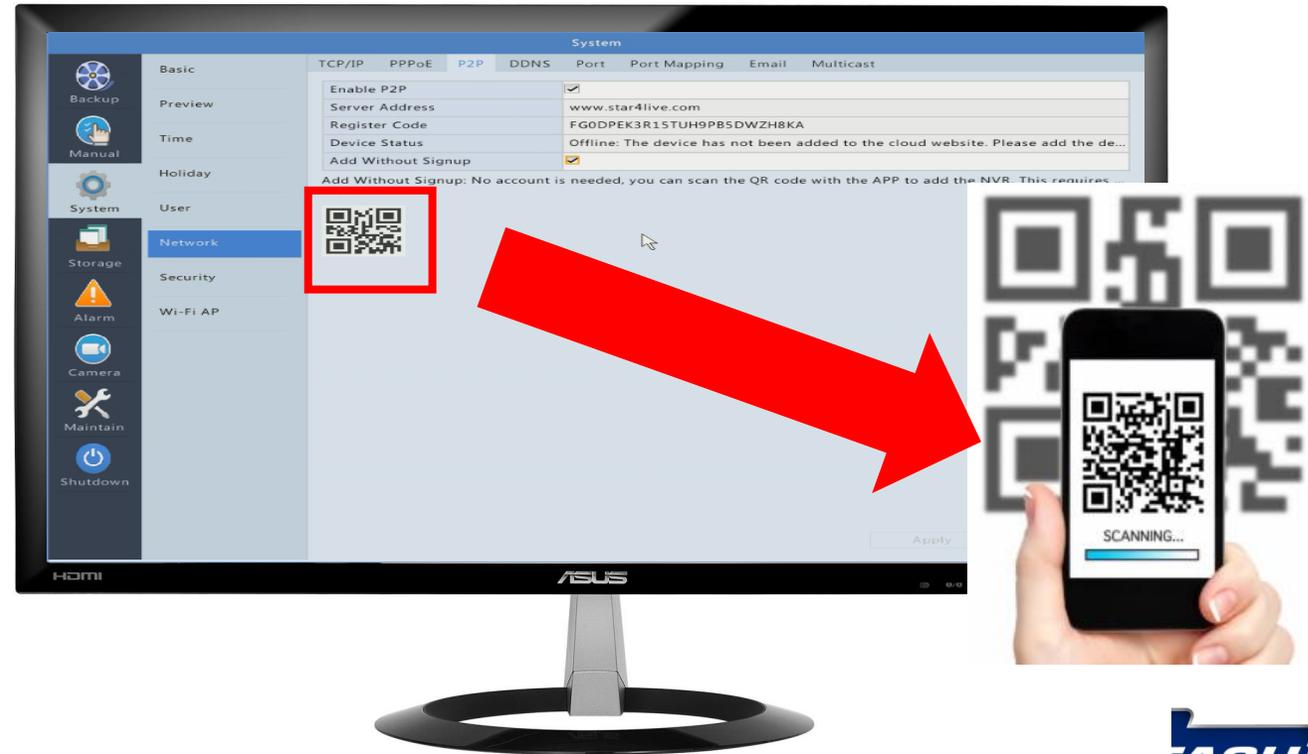 System
TCP/IP PPPoE P2P DDNS Port Port Mapping Email Multicast
Backup
Manual
System
Storage
Alarm
Camera
Maintain
Shutdown
Basic
Preview
Time
Holiday
User
Network
Security
Wi-Fi AP
Enable P2P
Server Address www.star4live.com
Register Code FG0DPEK3R15TUH9PB5DWZH8KA
Device Status Offline: The device has not been added to the cloud website. Please add the de...
Add Without Signup
Add Without Signup: No account is needed, you can scan the QR code with the APP to add the NVR. This requires ...
Apply
SCANNING...
HDMI
ASUS